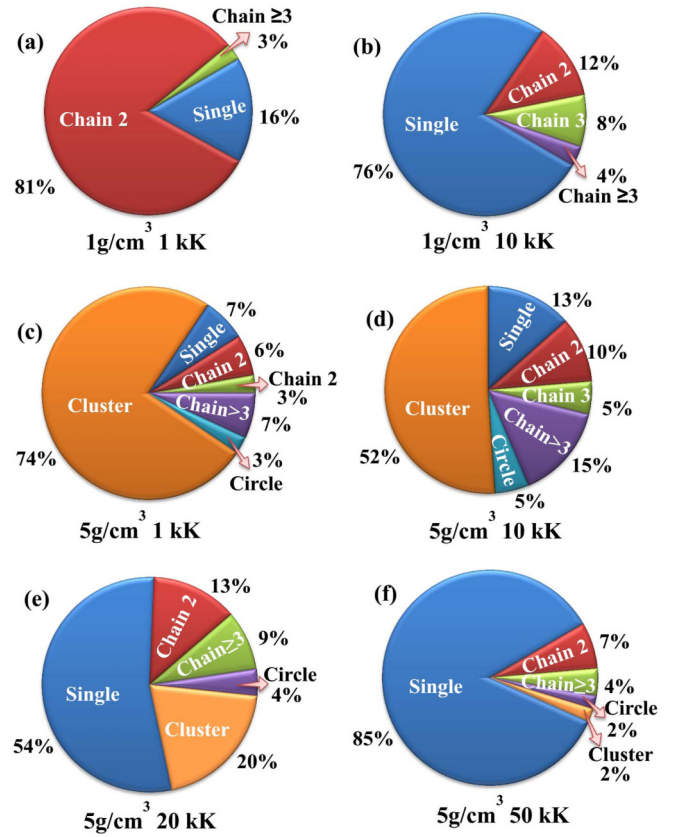 (a)
Chain ≥3
3%
Single
16%
Chain 2
81%
1g/cm³ 1 kK
(b)
12%
Chain 2
Single
Chain 3
8%
76%
4%
Chain ≥3
1g/cm³ 10 kK
(c)
7%
Single
6%
Chain 2
Chain 2
3%
Cluster
Chain>3
7%
74%
3%
Circle
5g/cm³ 1 kK
(d)
13%
Single
Chain 2
10%
Cluster
Chain 3
5%
Chain>3
52%
Circle
15%
5%
5g/cm³ 10 kK
(e)
13%
Chain 2
9%
Chain≥3
Circle
4%
Single
Cluster
54%
20%
5g/cm³ 20 kK
(f)
7%
Chain 2
Single
Chain≥3
4%
Circle
2%
85%
Cluster
2%
5g/cm³ 50 kK